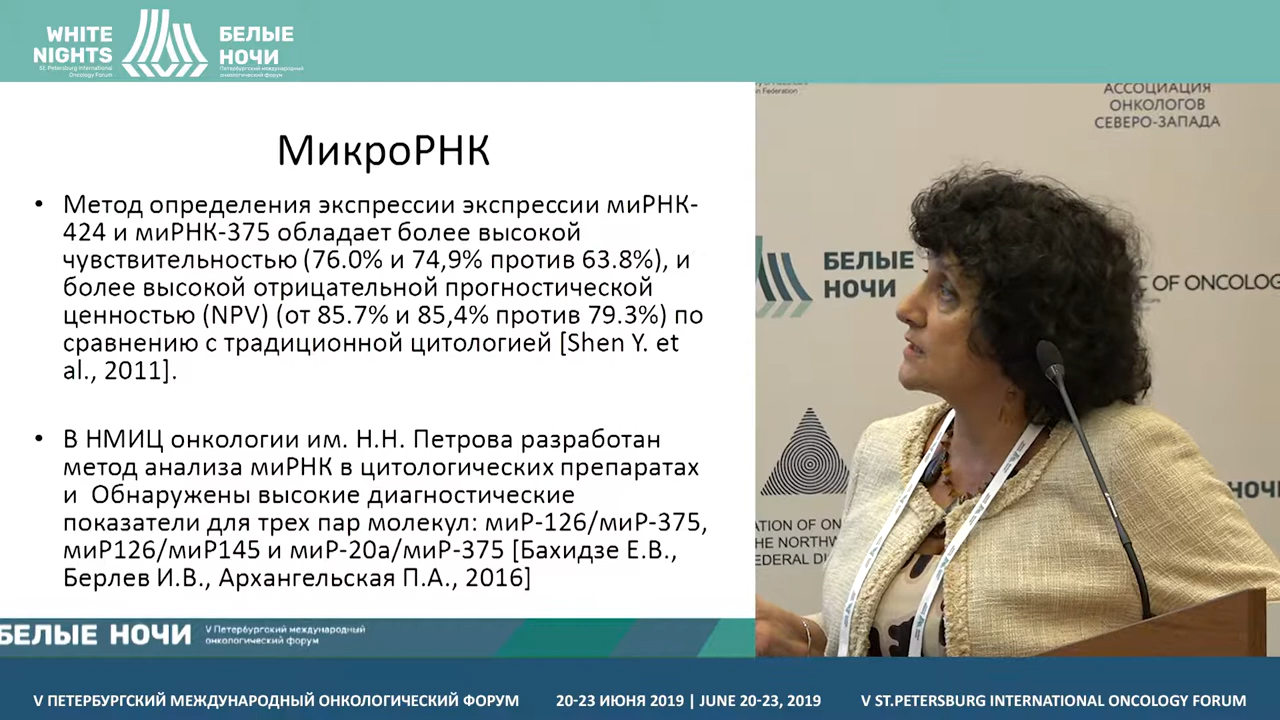 WHITE
NIGHTS
St. Petersburg International
Oncology Forum
БЕЛЫЕ
НОЧИ
Петербургский международный
онкологический форум
МикроРНК
• Метод определения экспрессии экспрессии миРНК-
424 и миРНК-375 обладает более высокой
чувствительностью (76.0% и 74,9% против 63.8%), и
более высокой отрицательной прогностической
ценностью (NPV) (от 85.7% и 85,4% против 79.3%) по
сравнению с традиционной цитологией [Shen Y. et
al., 2011].
• В НМИЦ онкологии им. Н.Н. Петрова разработан
метод анализа миРНК в цитологических препаратах
и Обнаружены высокие диагностические
показатели для трех пар молекул: миР-126/миР-375,
миР126/миР145 и миР-20а/миР-375 [Бахидзе Е.В.,
Берлев И.В., Архангельская П.А., 2016]
an Federation
АССОЦИАЦИЯ
ОНКОЛОГОВ
СЕВЕРО-ЗАПАДА
БЕЛЫЕ
НОЧИ
C OF ONCOLOG
ATION OF ON
HE NORTHW
EDERAL DI
НОЧИ
БЕЛЫЕ НОЧИ
V Петербургский международный
онкологический форум
V ПЕТЕРБУРГСКИЙ МЕЖДУНАРОДНЫЙ ОНКОЛОГИЧЕСКИЙ ФОРУМ 20-23 ИЮНЯ 2019 | JUNE 20-23, 2019 V ST.PETERSBURG INTERNATIONAL ONCOLOGY FORUM